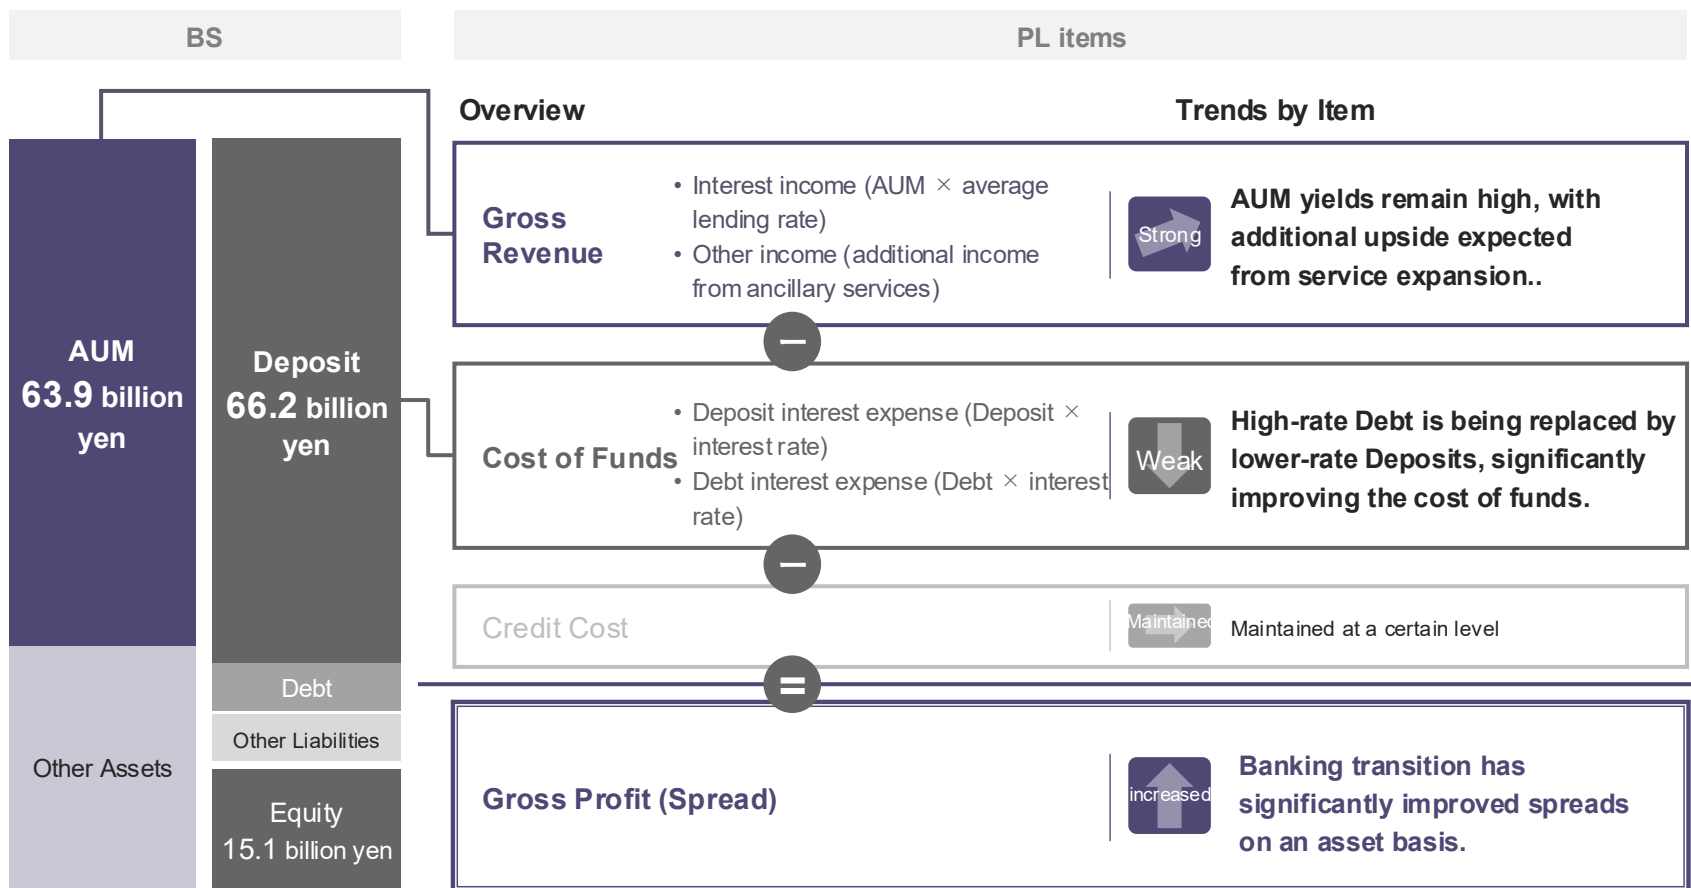 BS
PL items
Overview
Trends by Item
AUM
63.9 billion
yen
Other Assets
Deposit
66.2 billion
yen
Debt
Other Liabilities
Equity
15.1 billion yen
Gross
Revenue
• Interest income (AUM × average
lending rate)
• Other income (additional income
from ancillary services)
Strong
AUM yields remain high, with
additional upside expected
from service expansion..
−
Cost of Funds
• Deposit interest expense (Deposit ×
interest rate)
• Debt interest expense (Debt × interest
rate)
Weak
High-rate Debt is being replaced by
lower-rate Deposits, significantly
improving the cost of funds.
−
Credit Cost
Maintained
Maintained at a certain level
=
Gross Profit (Spread)
increased
Banking transition has
significantly improved spreads
on an asset basis.